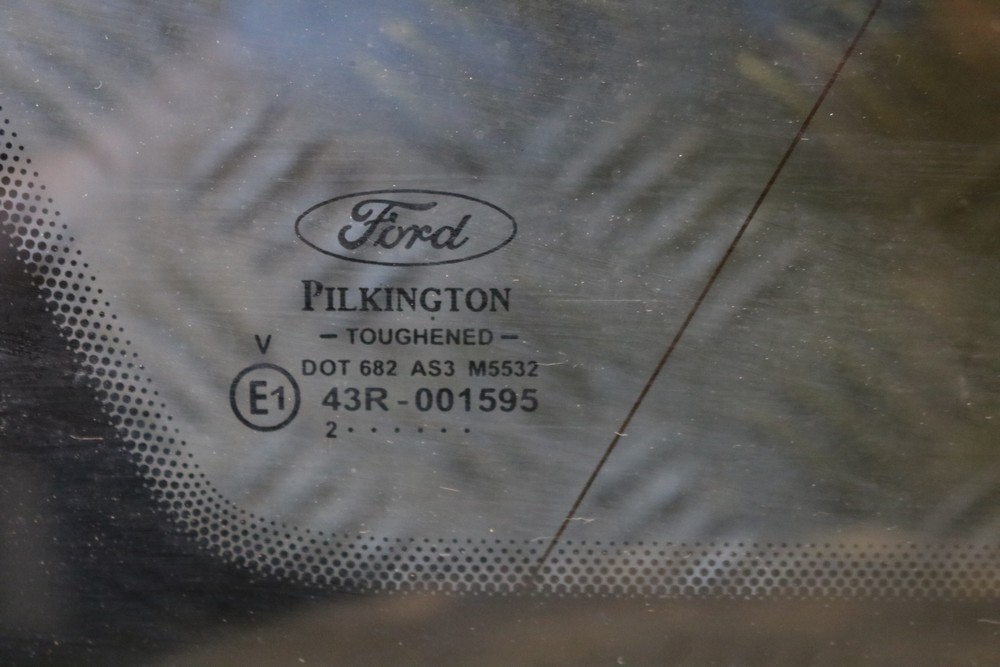 Ford
PILKINGTON
- TOUGHENED -
V
DOT 682 AS3 M5532
E1 43R-001595
2 · · · · · ·